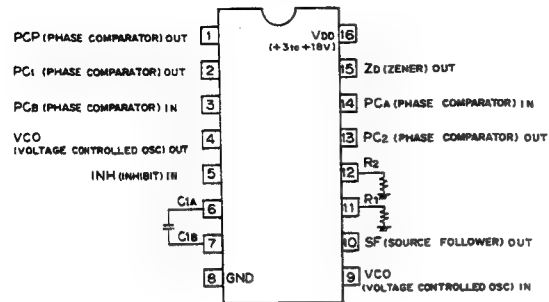 PCP (PHASE COMPARATOR) OUT
1
PC1 (PHASE COMPARATOR) OUT
2
PCB (PHASE COMPARATOR) IN
3
VCO
(VOLTAGE CONTROLLED OSC) OUT
4
INH (INHIBIT) IN
5
C1A
6
C1B
7
8
GND
VDD
(+3 to +18V)
16
15
ZD (ZENER) OUT
14
PCA (PHASE COMPARATOR) IN
13
PC2 (PHASE COMPARATOR) OUT
12
R2
11
R1
10
SF (SOURCE FOLLOWER) OUT
9
VCO
(VOLTAGE CONTROLLED OSC) IN